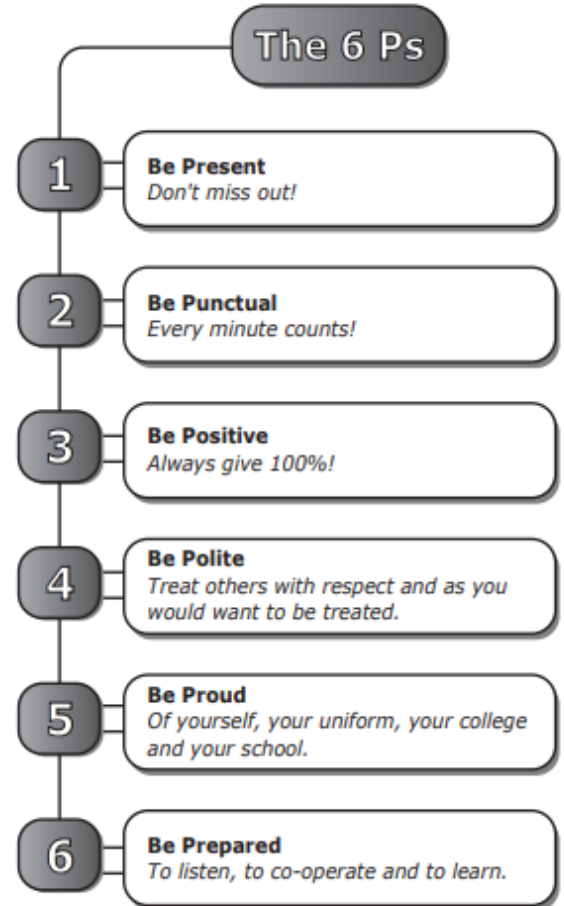 The 6 Ps
1
Be Present
Don't miss out!
2
Be Punctual
Every minute counts!
3
Be Positive
Always give 100%!
4
Be Polite
Treat others with respect and as you
would want to be treated.
5
Be Proud
Of yourself, your uniform, your college
and your school.
6
Be Prepared
To listen, to co-operate and to learn.